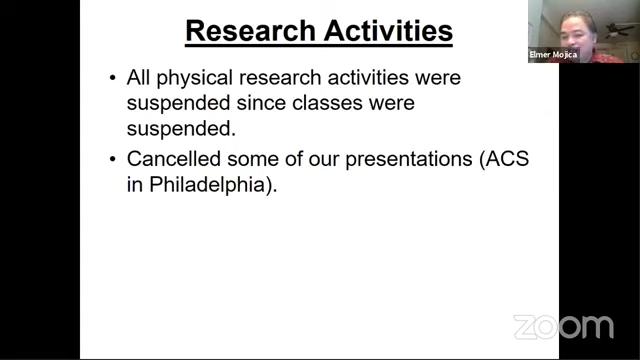 Research Activities
Elmer Mojica
• All physical research activities were
suspended since classes were
suspended.
• Cancelled some of our presentations (ACS
in Philadelphia).
zoom